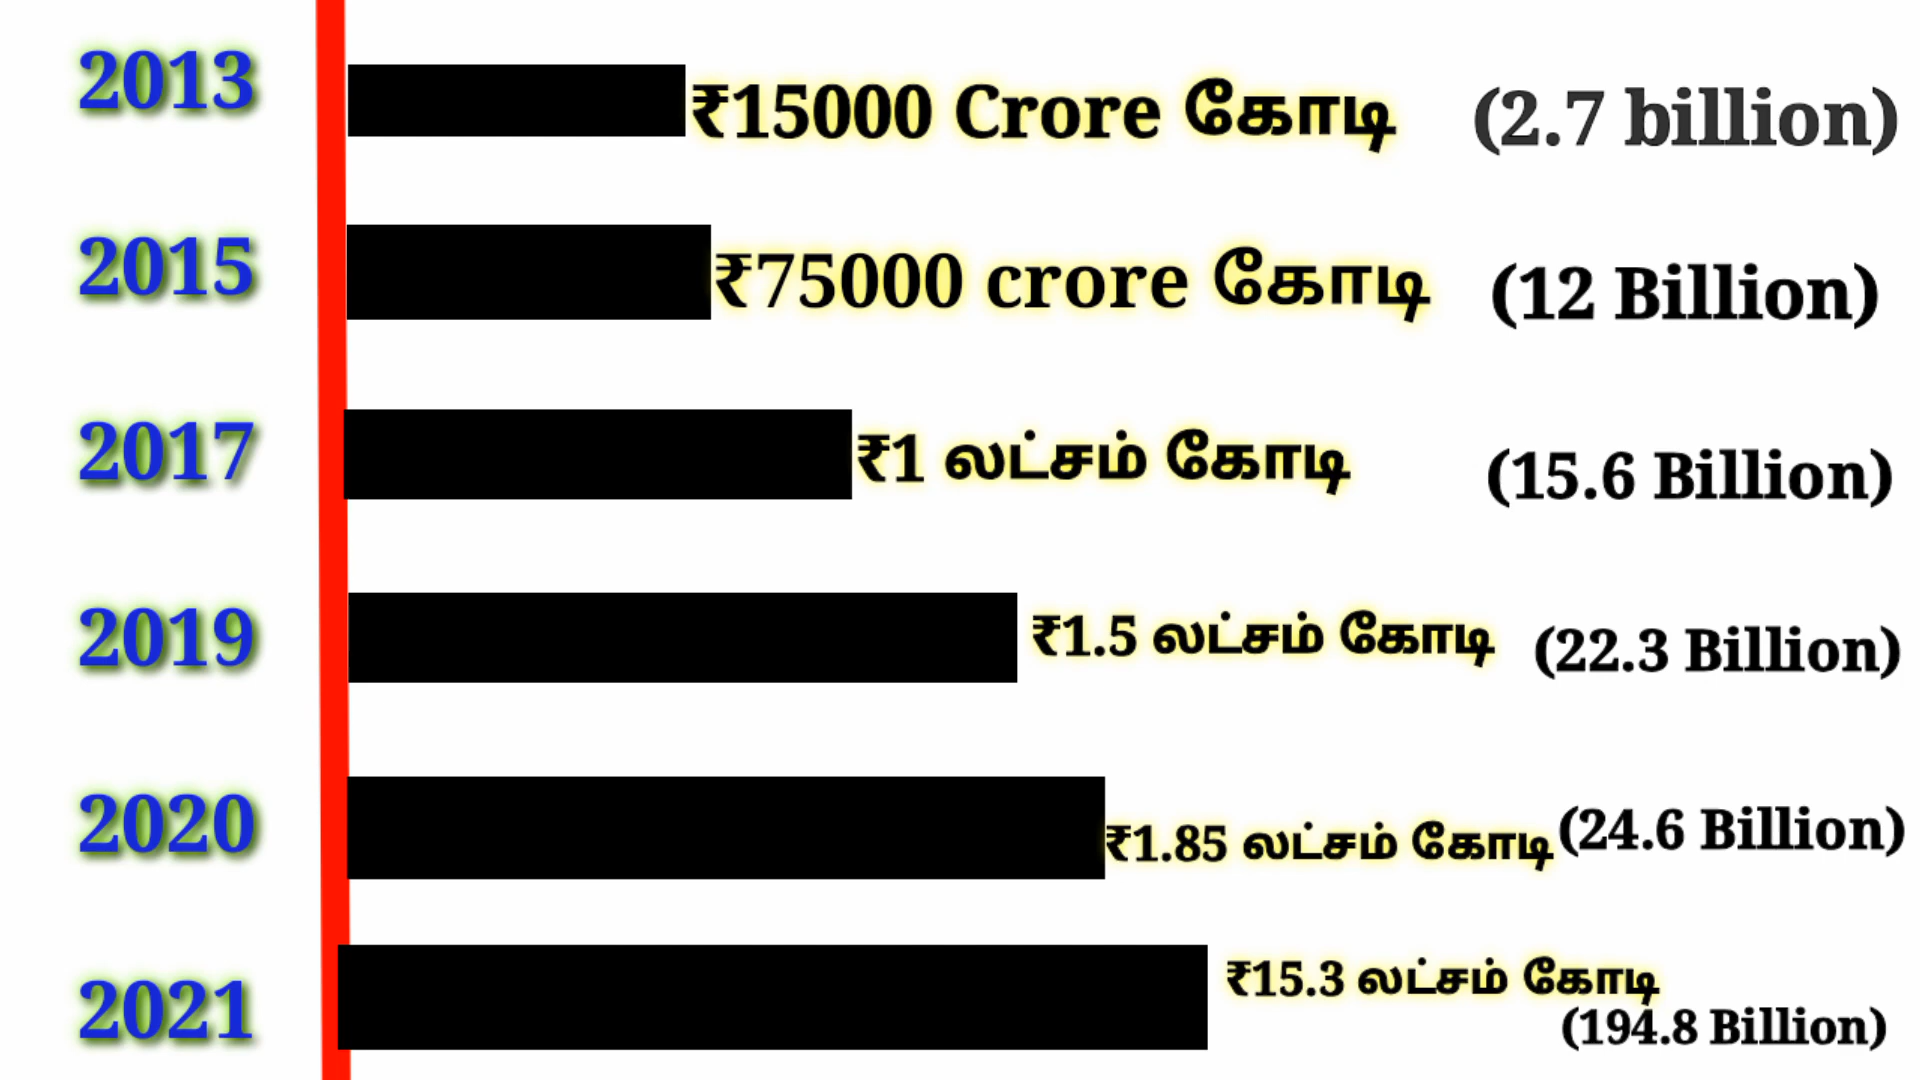 2013 ₹15000 Crore கோடி (2.7 billion)
2015 ₹75000 crore கோடி (12 Billion)
2017 ₹1 லட்சம் கோடி (15.6 Billion)
2019 ₹1.5 லட்சம் கோடி (22.3 Billion)
2020 ₹1.85 லட்சம் கோடி (24.6 Billion)
2021 ₹15.3 லட்சம் கோடி
(194.8 Billion)